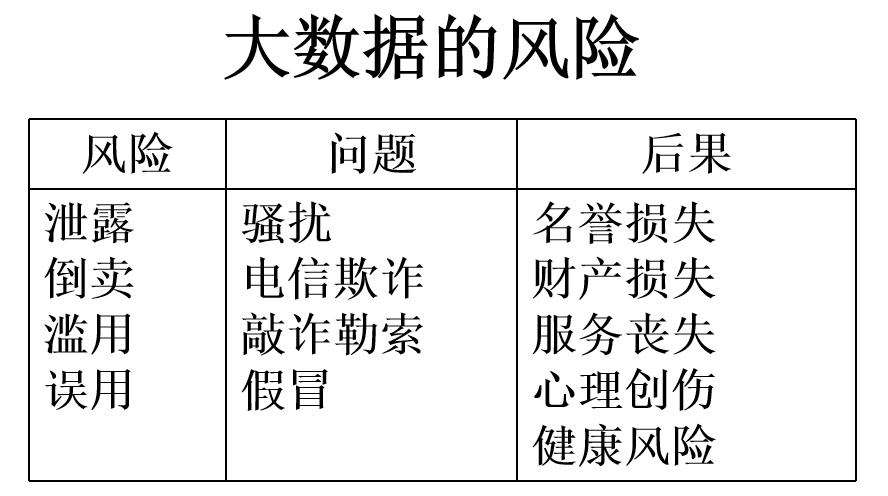 大数据的风险
风险 问题 后果
泄露 骚扰 名誉损失
倒卖 电信欺诈 财产损失
滥用 敲诈勒索 服务丧失
误用 假冒 心理创伤
健康风险